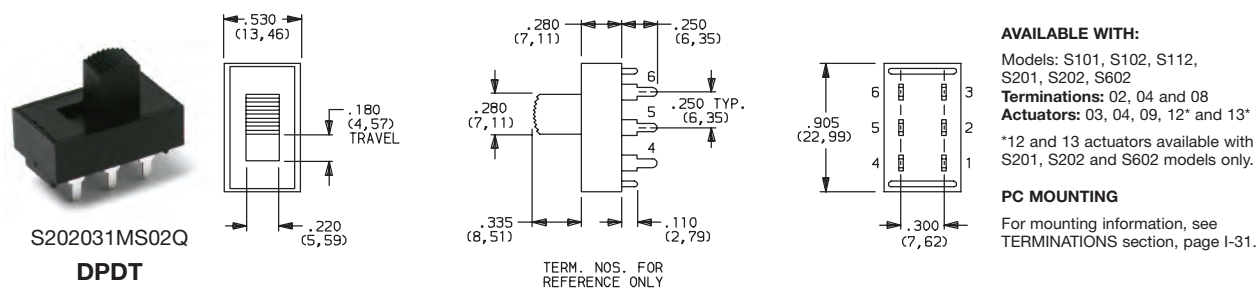 S202031MS02Q
DPDT
.530
(13,46)
.180
(4,57)
TRAVEL
.220
(5,59)
.280
(7,11)
.250
(6,35)
.280
(7,11)
6
5
4
.250 TYP.
(6,35)
.335
(8,51)
.110
(2,79)
TERM. NOS. FOR
REFERENCE ONLY
.905
(22,99)
6
3
5
2
4
1
.300
(7,62)
AVAILABLE WITH:
Models: S101, S102, S112,
S201, S202, S602
Terminations: 02, 04 and 08
Actuators: 03, 04, 09, 12* and 13*
*12 and 13 actuators available with
S201, S202 and S602 models only.
PC MOUNTING
For mounting information, see
TERMINATIONS section, page I-31.